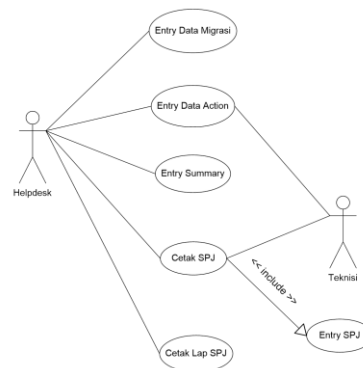 Entry Data Migrasi
Entry Data Action
Helpdesk
Entry Summary
Cetak SPJ
Teknisi
<< include >>
Entry SPJ
Cetak Lap SPJ